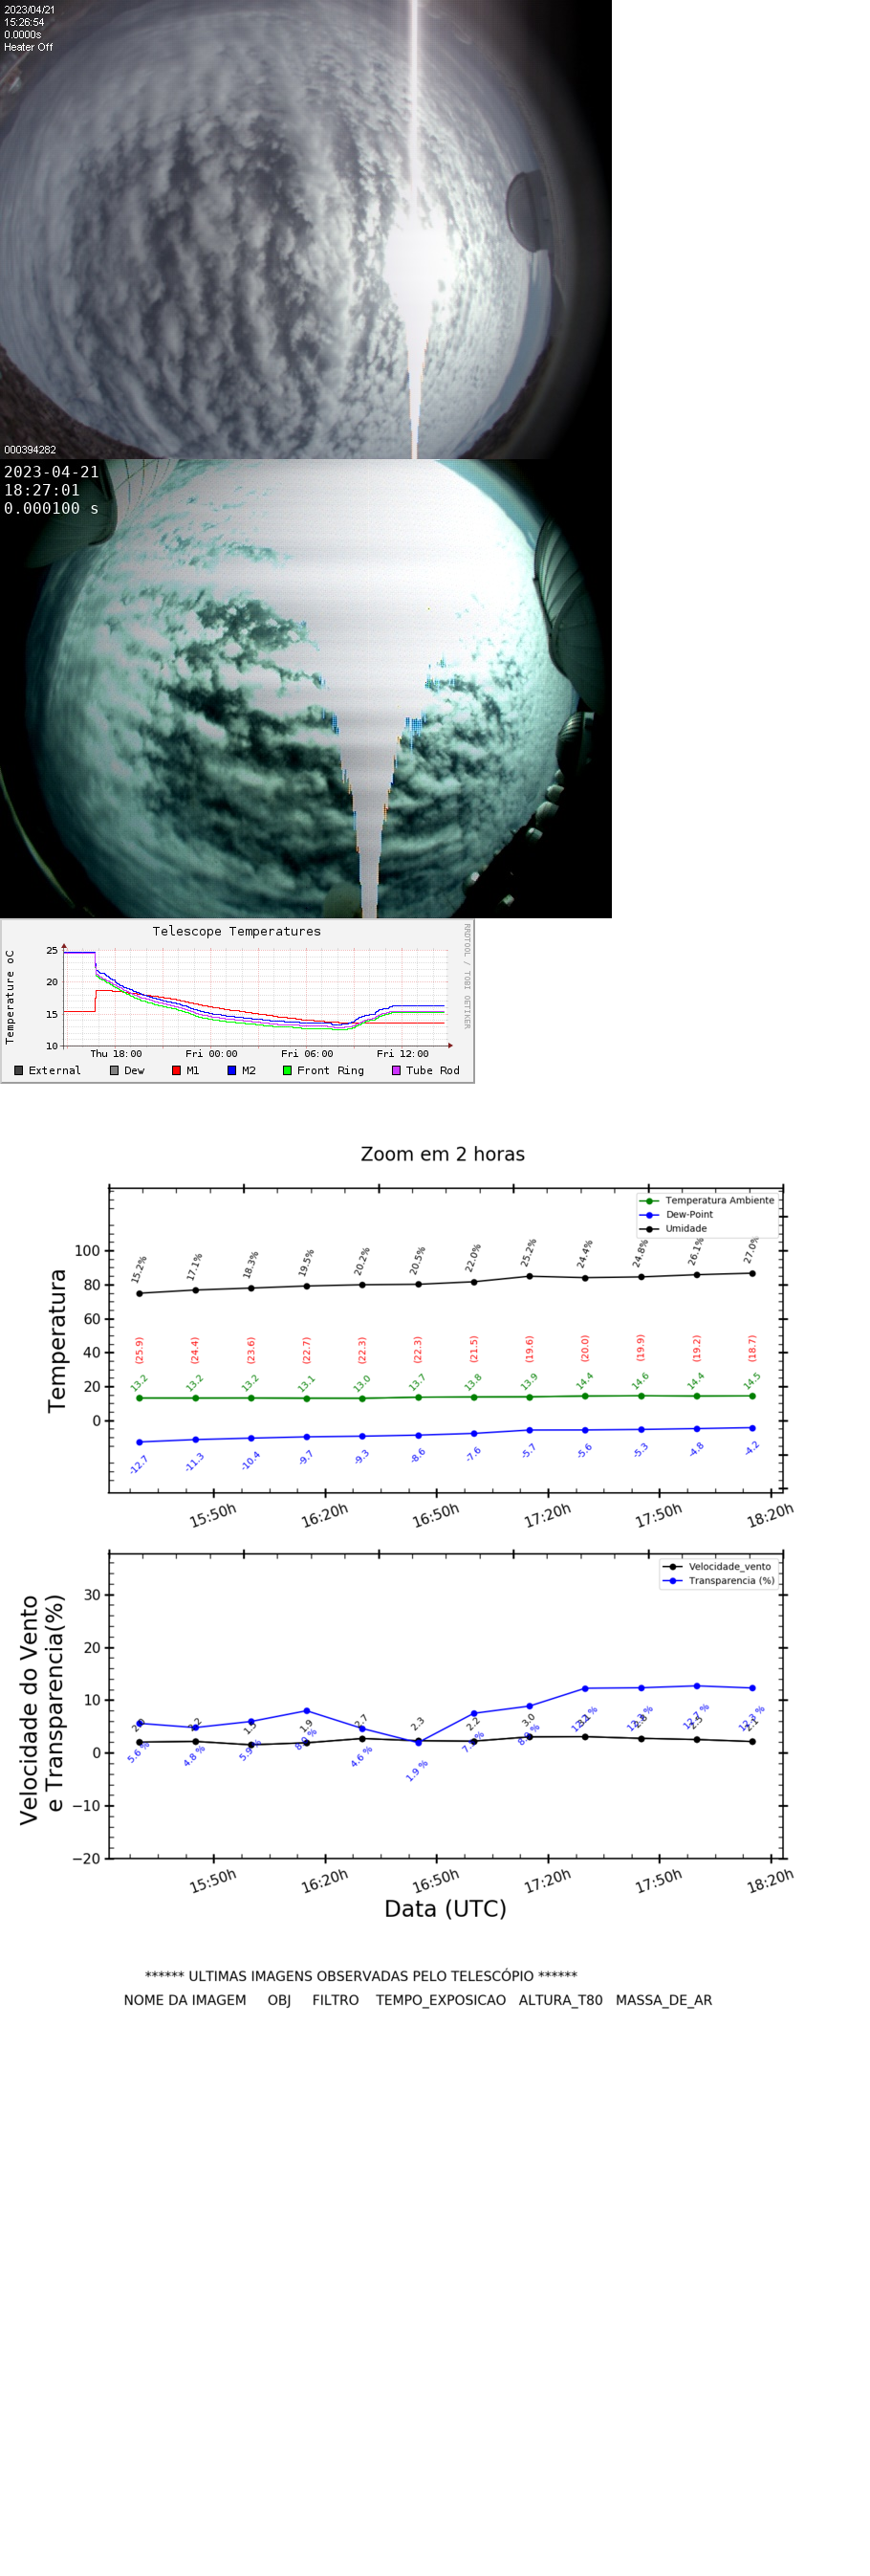 2023/04/21
15:26:54
0.0000s
Heater Off
000394282
2023-04-21
18:27:01
0.000100 s
Telescope Temperatures
Temperature oC
RRDTOOL / TOBI OETIKER
25
20
15
10
Thu 18:00 Fri 00:00 Fri 06:00 Fri 12:00
External Dew M1 M2 Front Ring Tube Rod
Zoom em 2 horas
Temperatura
Temperatura Ambiente
Dew-Point
Umidade
100
80
60
40
20
0
15.2% 17.1% 18.3% 19.5% 20.2% 20.5% 22.0% 25.2% 24.4% 24.8% 26.1% 27.0%
(25.9) (24.4) (23.6) (22.7) (22.3) (22.3) (21.5) (19.6) (20.0) (19.9) (19.2) (18.7)
13.2 13.2 13.2 13.1 13.0 13.7 13.8 13.9 14.4 14.6 14.4 14.5
-12.7 -11.3 -10.4 -9.7 -9.3 -8.6 -7.6 -5.7 -5.6 -5.3 -4.8 -4.2
15:50h 16:20h 16:50h 17:20h 17:50h 18:20h
Velocidade do Vento
e Transparencia(%)
Velocidade_vento
Transparencia (%)
30
20
10
0
−10
−20
1.9 2.7 2.3 2.2 3.0
5.6 % 4.8 % 4.6 % 1.9 %
15:50h 16:20h 16:50h 17:20h 17:50h 18:20h
Data (UTC)
****** ULTIMAS IMAGENS OBSERVADAS PELO TELESCÓPIO ******
NOME DA IMAGEM OBJ FILTRO TEMPO_EXPOSICAO ALTURA_T80 MASSA_DE_AR